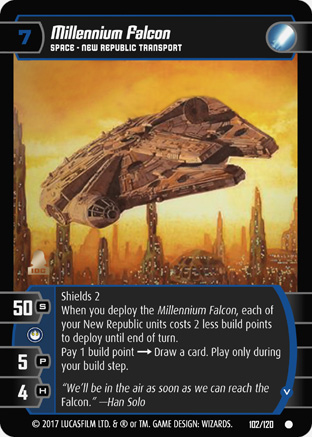 7
Millennium Falcon
SPACE - NEW REPUBLIC TRANSPORT
100
50 S
5 P
4 H
Shields 2
When you deploy the Millennium Falcon, each of
your New Republic units costs 2 less build points
to deploy until end of turn.
Pay 1 build point → Draw a card. Play only during
your build step.
"We'll be in the air as soon as we can reach the
Falcon." —Han Solo
V
© 2017 LUCASFILM LTD. & ® or TM. GAME DESIGN: WIZARDS.
102/120